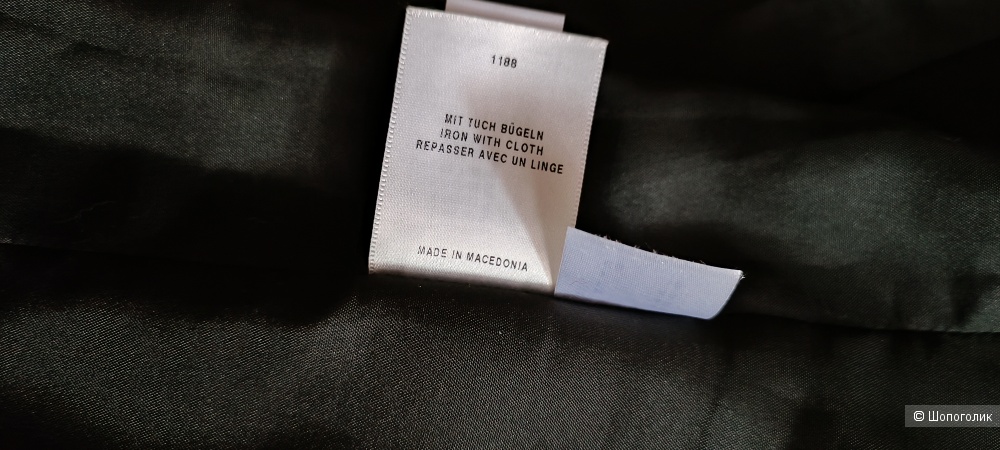 1188
MIT TUCH BÜGELN
IRON WITH CLOTH
REPASSER AVEC UN LINGE
MADE IN MACEDONIA
© Шопоголик